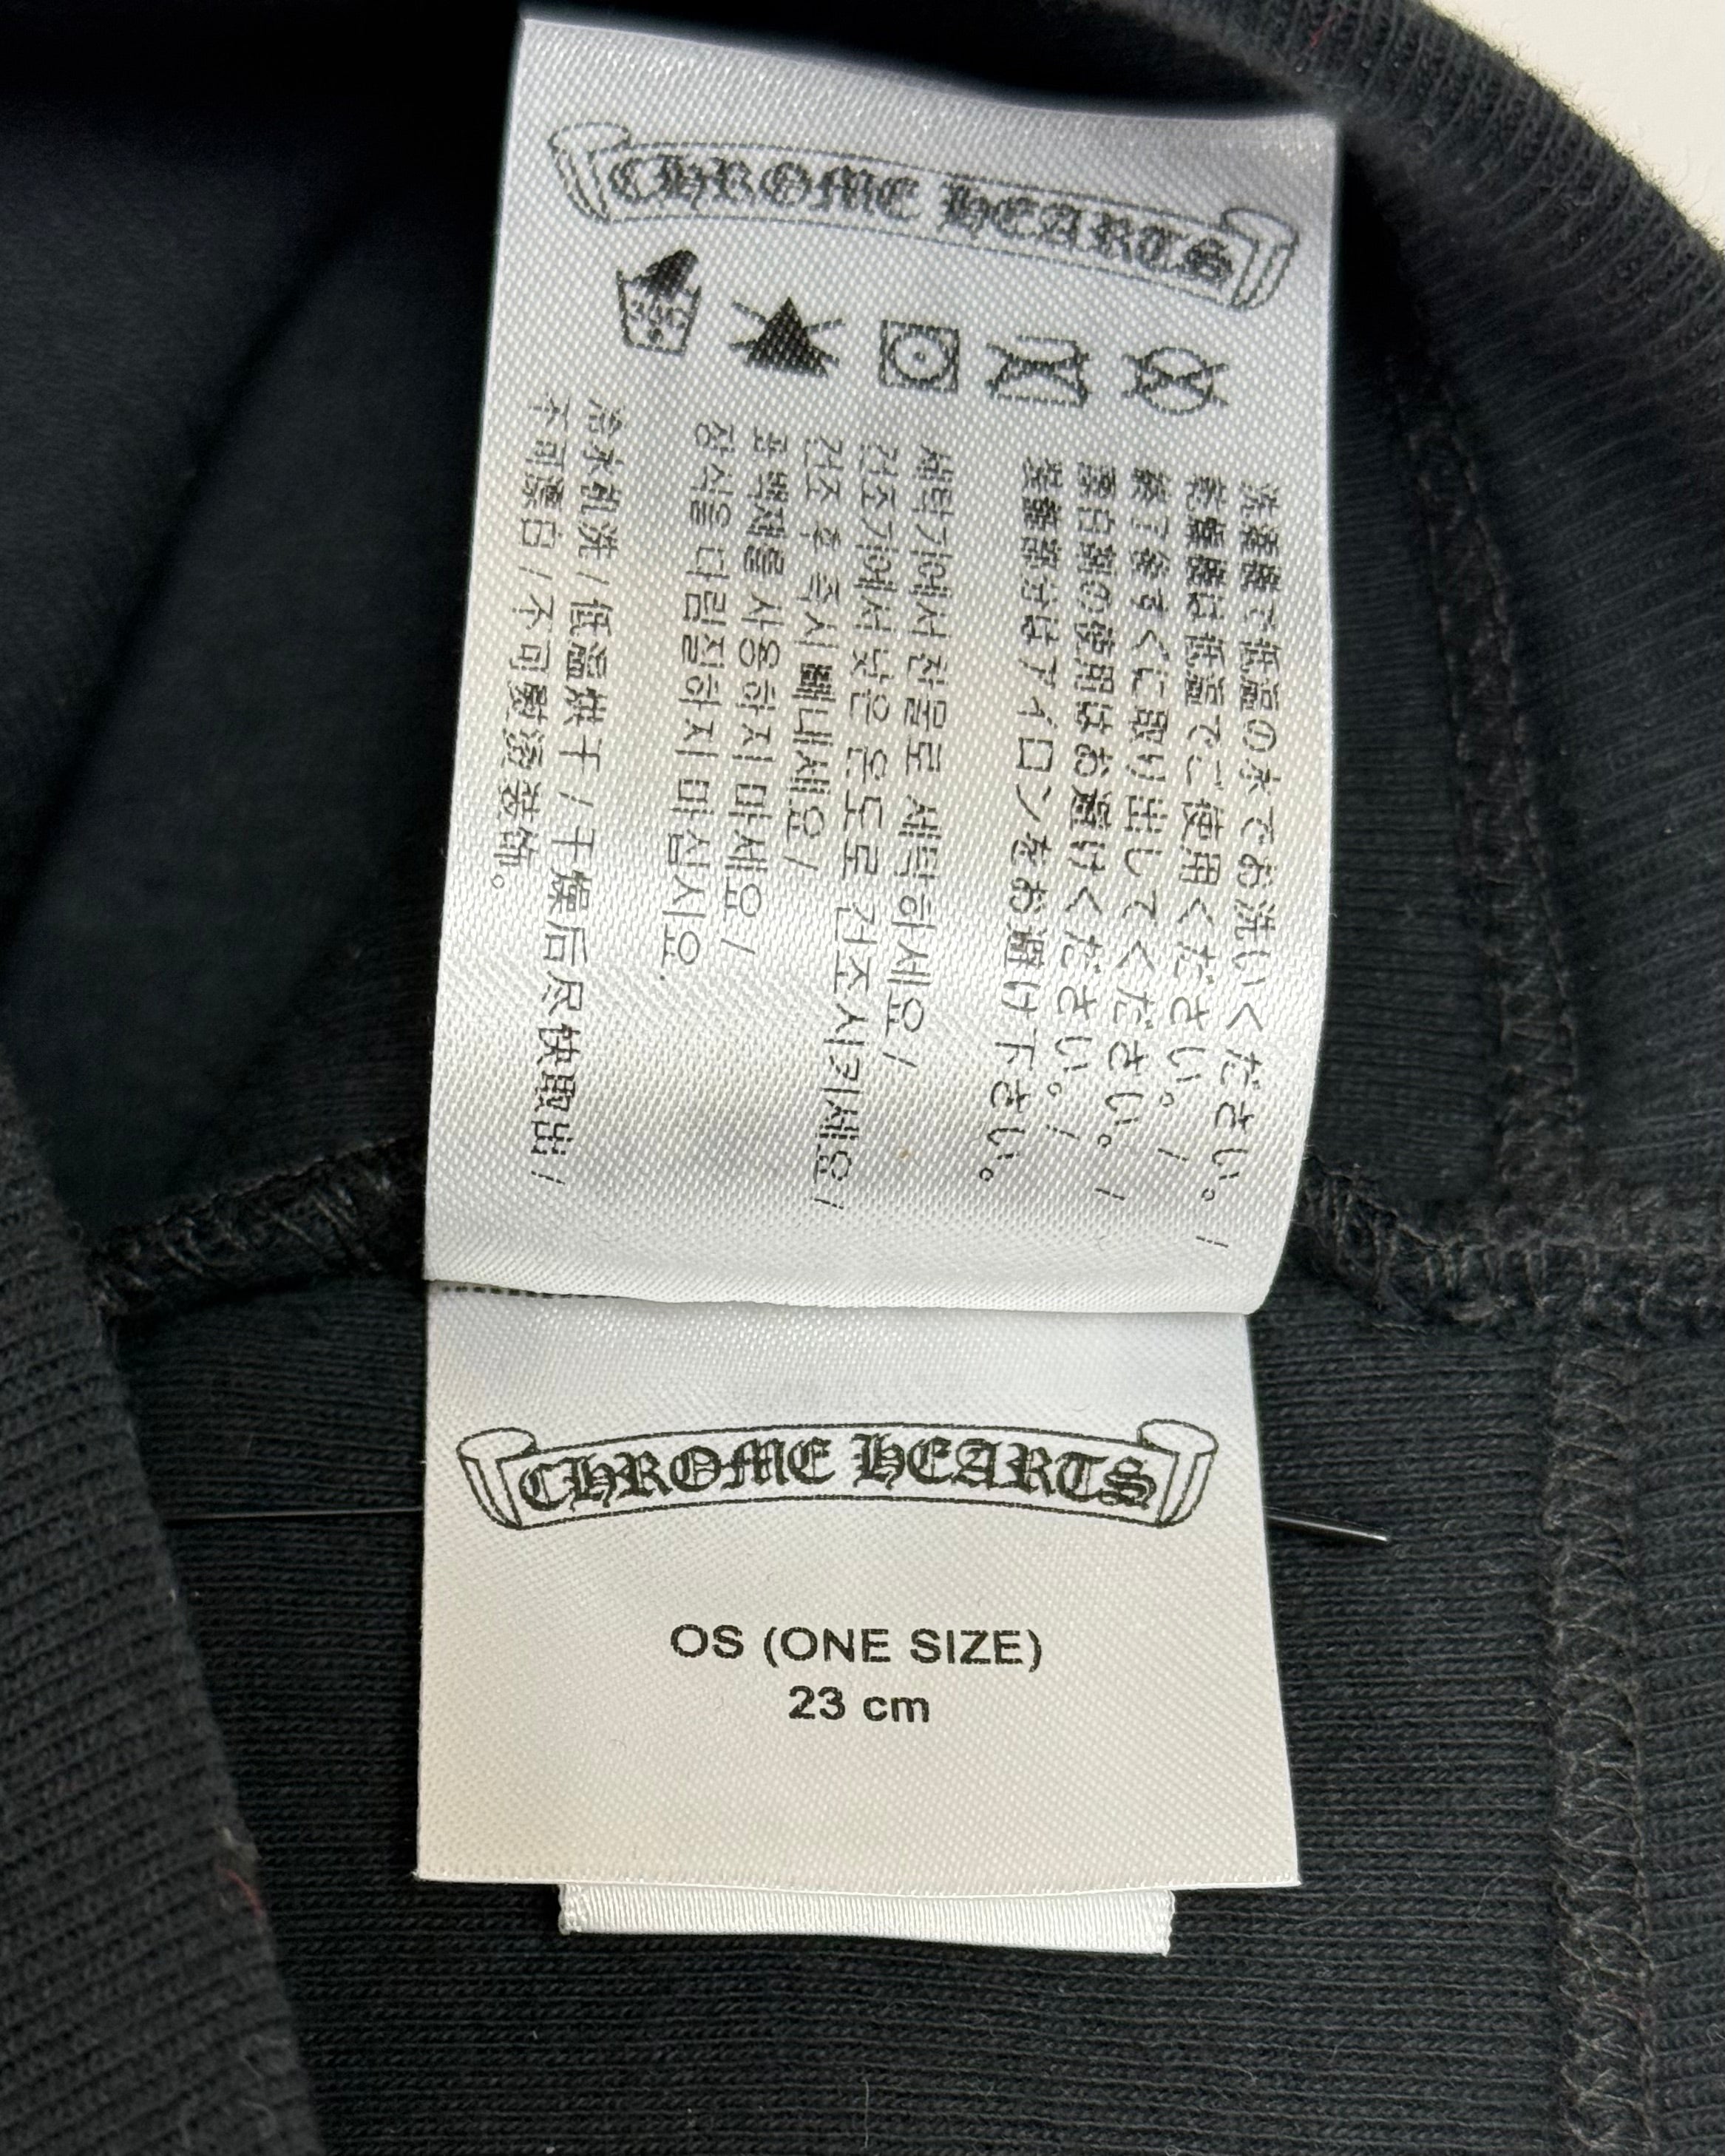 CHROME HEARTS
30C
洗濯機で低温の水でお洗いください。/
乾燥機は低温でご使用ください。/
終了後すぐに取り出してください。/
漂白剤の使用はお避けください。/
装飾部分はアイロンをお避け下さい。
세탁기에서 찬물로 세탁하세요 /
건조기에서 낮은 온도로 건조시키세요 /
건조 후 즉시 빼내세요 /
표백제를 사용하지 마세요 /
장식을 다림질하지 마십시요.
冷水机洗 / 低温烘干 / 干燥后尽快取出 /
不可漂白 / 不可熨烫装饰。
CHROME HEARTS
OS (ONE SIZE)
23 cm